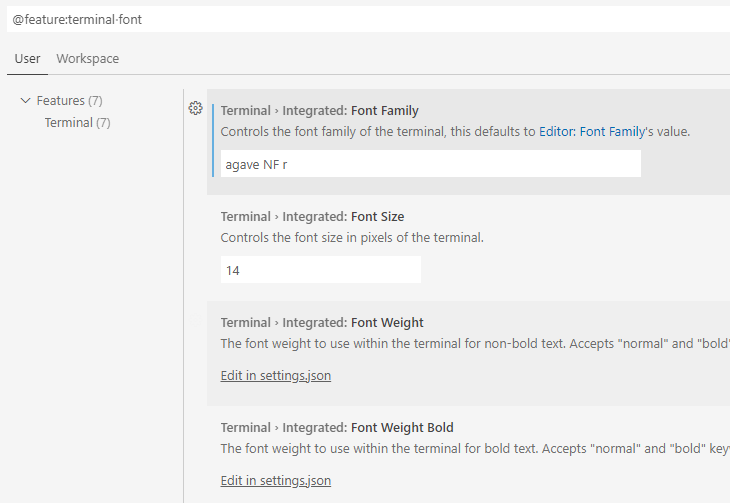 @feature:terminal·font
User Workspace
Features (7)
Terminal (7)
Terminal › Integrated: Font Family
Controls the font family of the terminal, this defaults to Editor: Font Family's value.
agave NF r
Terminal › Integrated: Font Size
Controls the font size in pixels of the terminal.
14
Terminal › Integrated: Font Weight
The font weight to use within the terminal for non-bold text. Accepts "normal" and "bold"
Edit in settings.json
Terminal › Integrated: Font Weight Bold
The font weight to use within the terminal for bold text. Accepts "normal" and "bold" key
Edit in settings.json